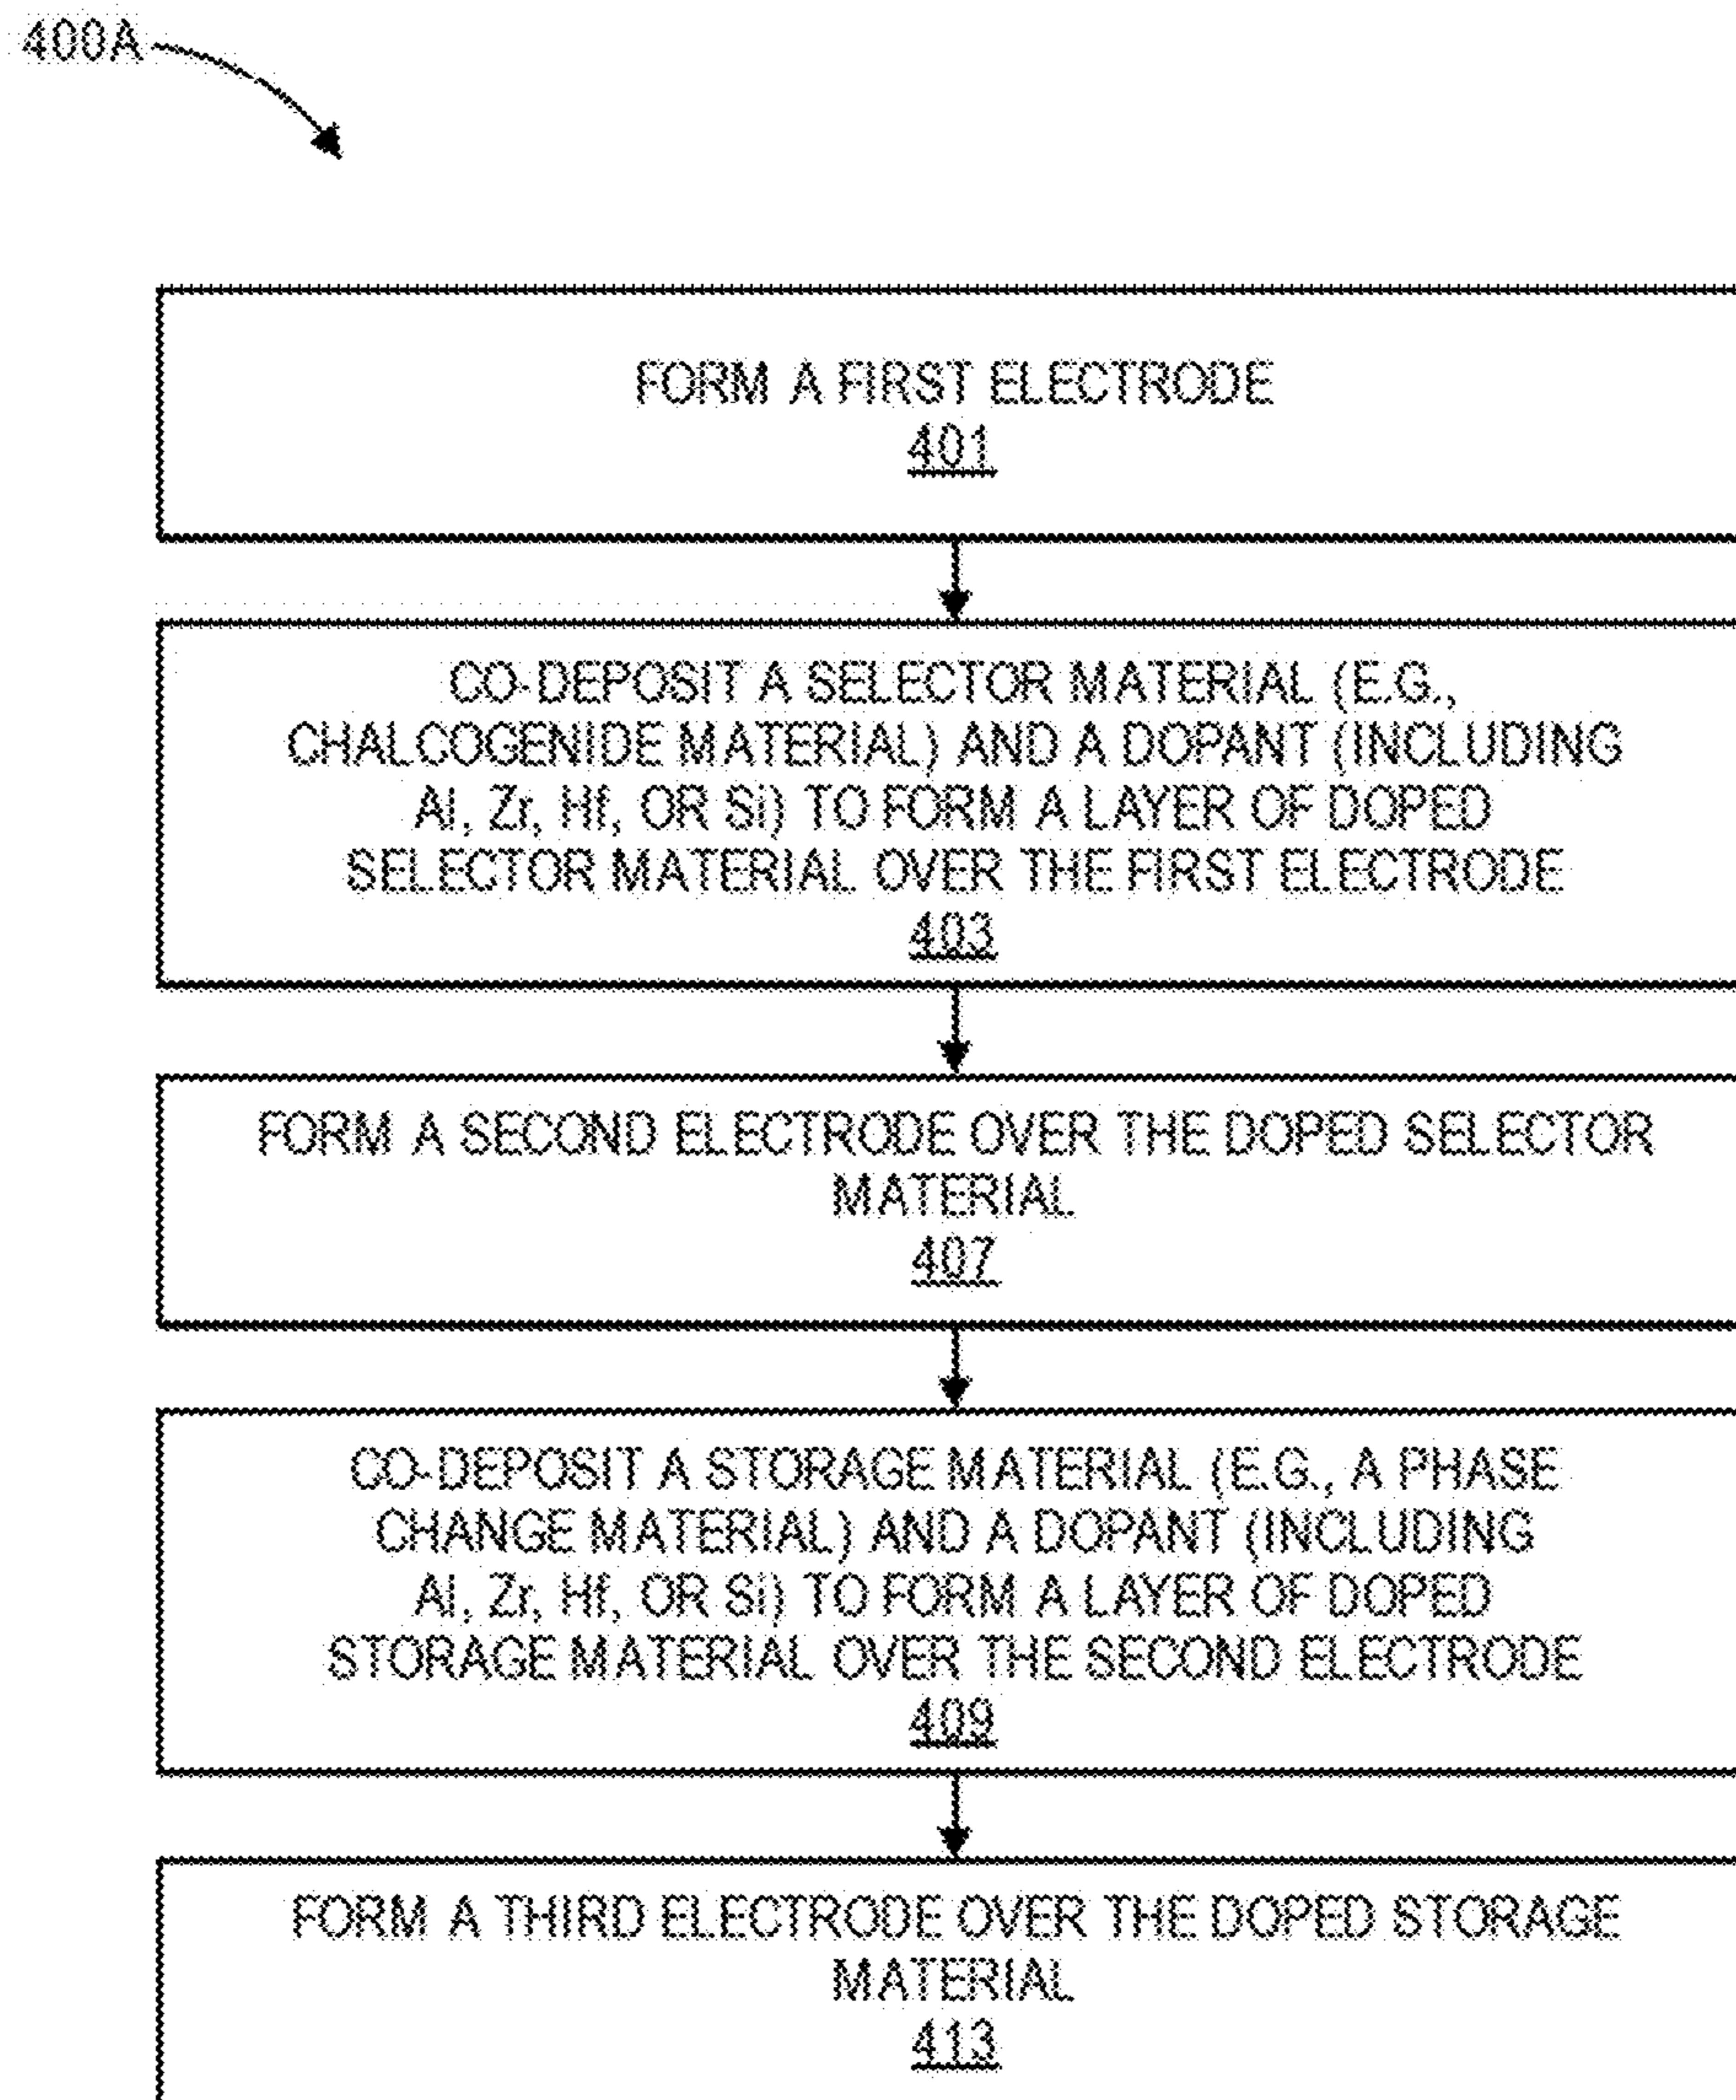 400A
FORM A FIRST ELECTRODE
401
CO-DEPOSIT A SELECTOR MATERIAL (E.G.,
CHALCOGENIDE MATERIAL) AND A DOPANT (INCLUDING
Al, Zr, Hf, OR Si) TO FORM A LAYER OF DOPED
SELECTOR MATERIAL OVER THE FIRST ELECTRODE
403
FORM A SECOND ELECTRODE OVER THE DOPED SELECTOR
MATERIAL
407
CO-DEPOSIT A STORAGE MATERIAL (E.G., A PHASE
CHANGE MATERIAL) AND A DOPANT (INCLUDING
Al, Zr, Hf, OR Si) TO FORM A LAYER OF DOPED
STORAGE MATERIAL OVER THE SECOND ELECTRODE
409
FORM A THIRD ELECTRODE OVER THE DOPED STORAGE
MATERIAL
413